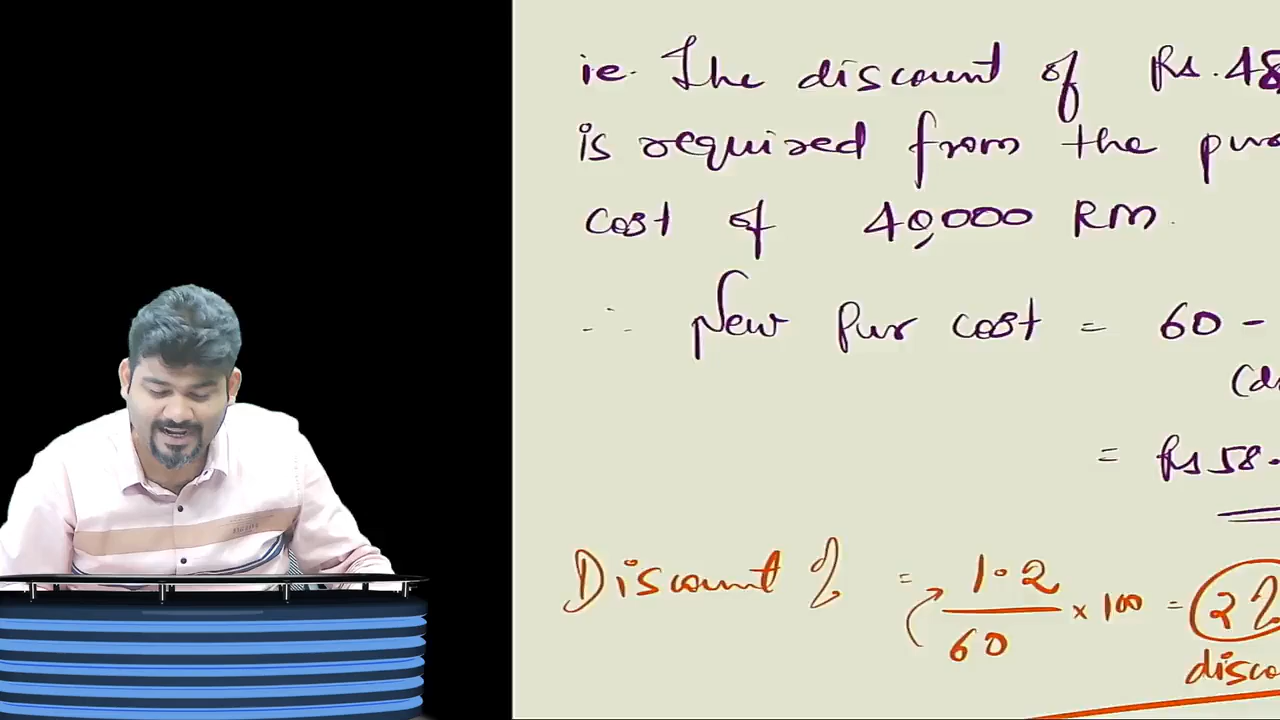 ie. The discount of Rs. 48,
is required from the pur
cost of 40,000 RM.
∴ New Pur cost = 60 -
(di
= Rs 58.
Discount % = 1.2 / 60 × 100 = 2%
disco